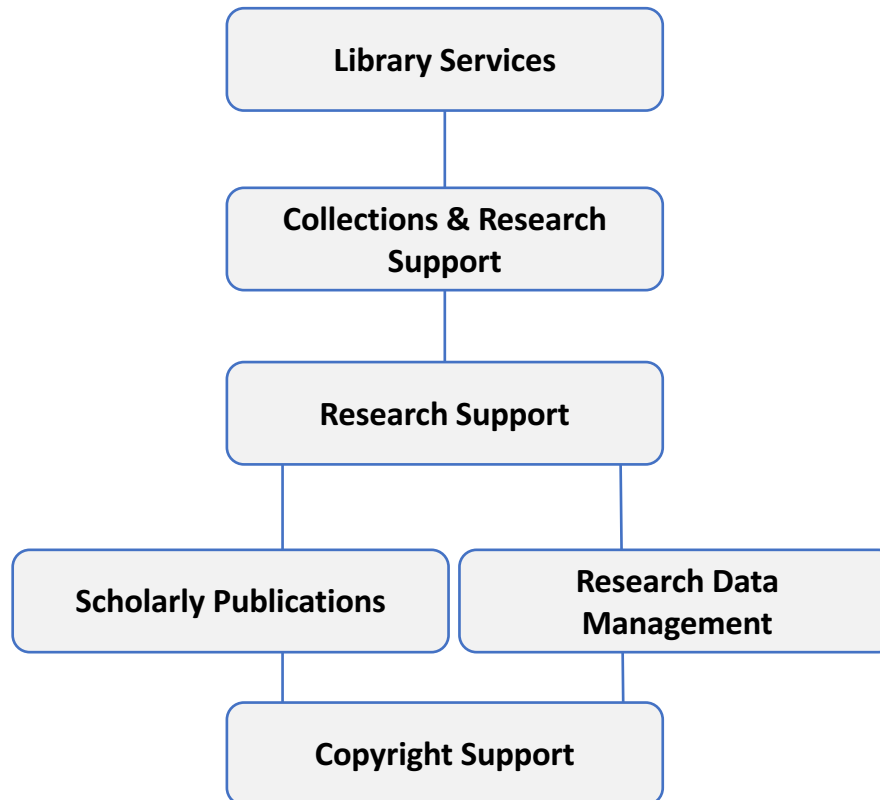 Library Services
Collections & Research
Support
Research Support
Scholarly Publications
Research Data
Management
Copyright Support